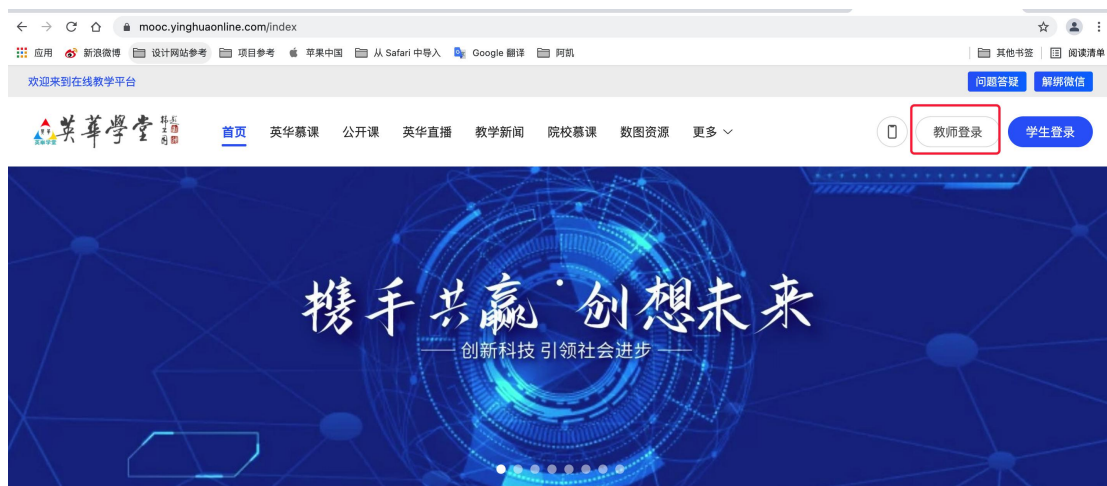 mooc.yinghuaonline.com/index
应用 新浪微博 设计网站参考 项目参考 苹果中国 从 Safari 中导入 Google 翻译 阿凯 其他书签 阅读清单
欢迎来到在线教学平台 问题答疑 解绑微信
英華學堂 首页 英华慕课 公开课 英华直播 教学新闻 院校慕课 数图资源 更多 教师登录 学生登录
携手共赢·创想未来
创新科技 引领社会进步